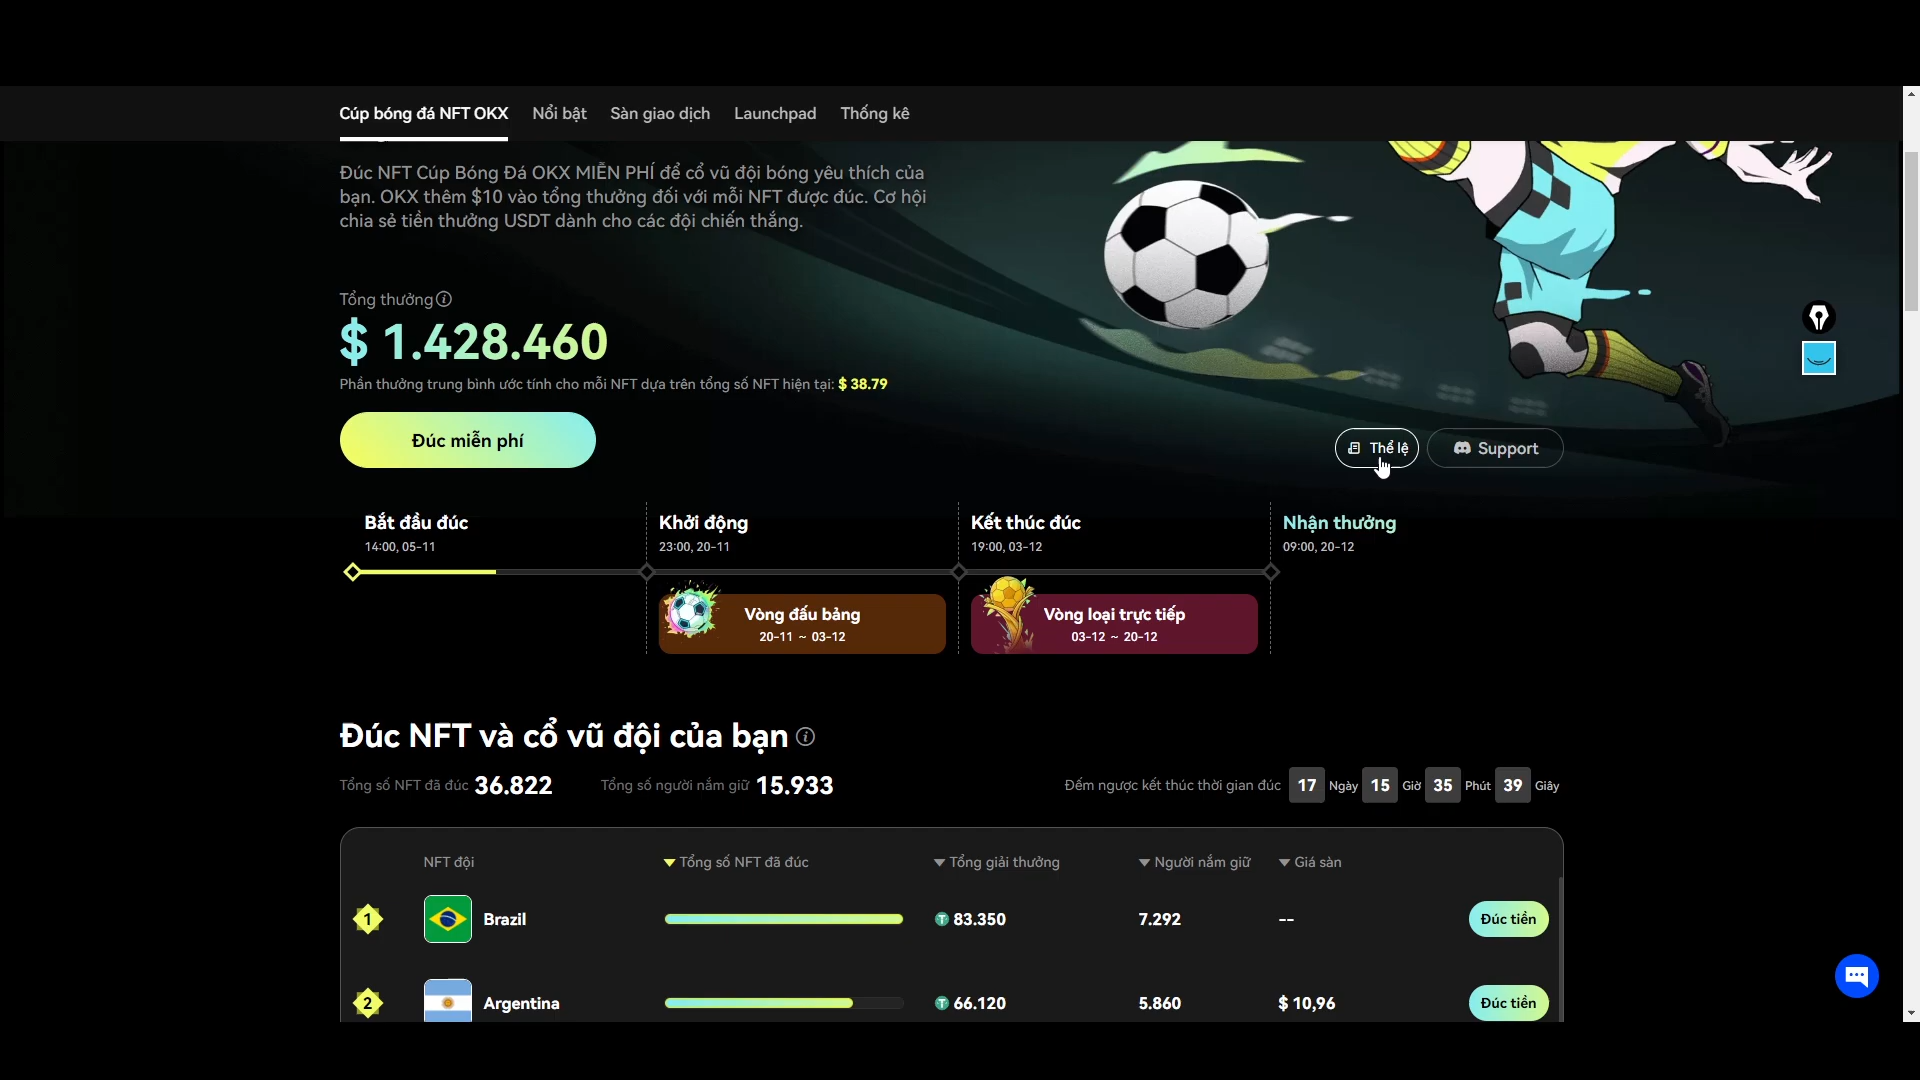 Cúp bóng đá NFT OKX Nổi bật Sàn giao dịch Launchpad Thống kê
Đúc NFT Cúp Bóng Đá OKX MIỄN PHÍ để cổ vũ đội bóng yêu thích của
bạn. OKX thêm $10 vào tổng thưởng đối với mỗi NFT được đúc. Cơ hội
chia sẻ tiền thưởng USDT dành cho các đội chiến thắng.
Tổng thưởng
$ 1.428.460
Phần thưởng trung bình ước tính cho mỗi NFT dựa trên tổng số NFT hiện tại: $ 38.79
Đúc miễn phí
Thể lệ Support
Bắt đầu đúc Khởi động Kết thúc đúc Nhận thưởng
14:00, 05-11 23:00, 20-11 19:00, 03-12 09:00, 20-12
Vòng đấu bảng Vòng loại trực tiếp
20-11 ~ 03-12 03-12 ~ 20-12
Đúc NFT và cổ vũ đội của bạn
Tổng số NFT đã đúc 36.822 Tổng số người nắm giữ 15.933 Đếm ngược kết thúc thời gian đúc 17 Ngày 15 Giờ 35 Phút 39 Giây
NFT đội Tổng số NFT đã đúc Tổng giải thưởng Người nắm giữ Giá sàn
1 Brazil 83.350 7.292 -- Đúc tiền
2 Argentina 66.120 5.860 $ 10,96 Đúc tiền